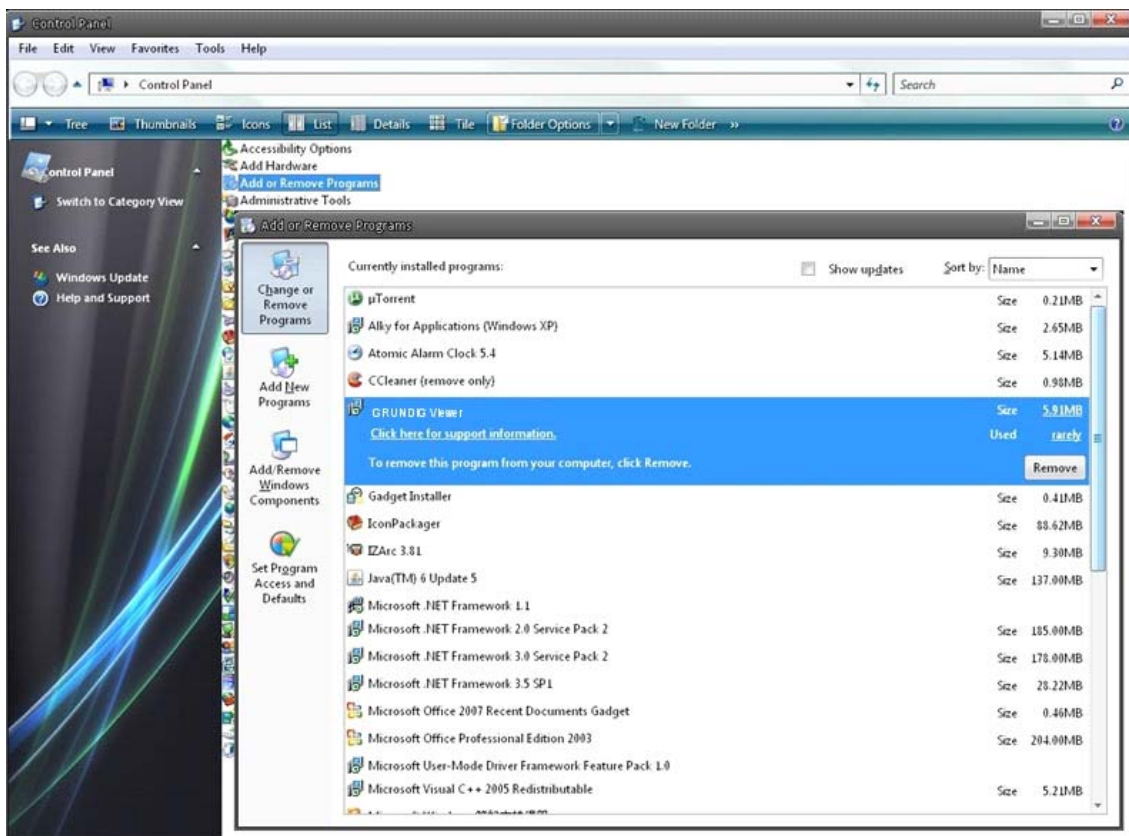 Control Panel
File Edit View Favorites Tools Help
Control Panel
Search
Tree Thumbnails Icons List Details Tile Folder Options New Folder »
Control Panel
Switch to Category View
See Also
Windows Update
Help and Support
Accessibility Options
Add Hardware
Add or Remove Programs
Administrative Tools
Add or Remove Programs
Change or
Remove
Programs
Add New
Programs
Add/Remove
Windows
Components
Set Program
Access and
Defaults
Currently installed programs: Show updates Sort by: Name
µTorrent Size 0.21MB
Alky for Applications (Windows XP) Size 2.65MB
Atomic Alarm Clock 5.4 Size 5.14MB
CCleaner (remove only) Size 0.98MB
GRUNDIG Viewer Size 5.91MB
Click here for support information. Used rarely
To remove this program from your computer, click Remove. Remove
Gadget Installer Size 0.41MB
IconPackager Size 88.62MB
IZArc 3.81 Size 9.30MB
Java(TM) 6 Update 5 Size 137.00MB
Microsoft .NET Framework 1.1
Microsoft .NET Framework 2.0 Service Pack 2 Size 185.00MB
Microsoft .NET Framework 3.0 Service Pack 2 Size 178.00MB
Microsoft .NET Framework 3.5 SP1 Size 28.22MB
Microsoft Office 2007 Recent Documents Gadget Size 0.46MB
Microsoft Office Professional Edition 2003 Size 204.00MB
Microsoft User-Mode Driver Framework Feature Pack 1.0
Microsoft Visual C++ 2005 Redistributable Size 5.21MB